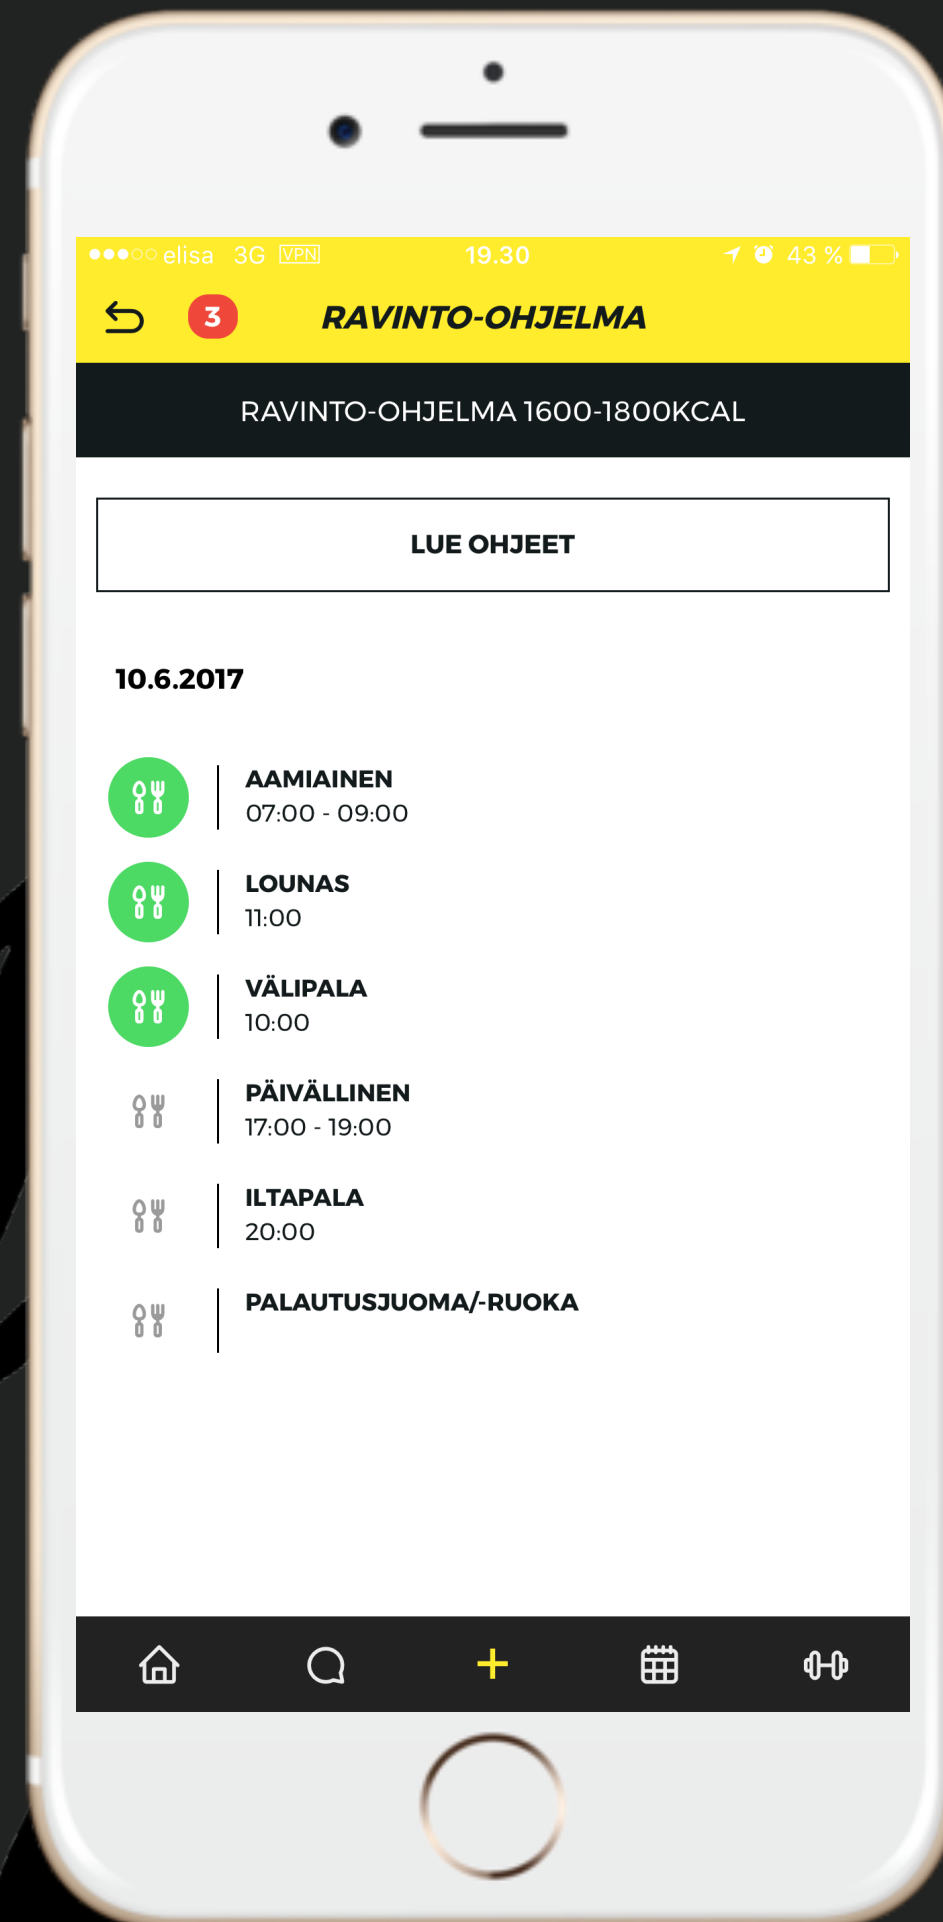 elisa 3G VPN 19.30 43 %
3 RAVINTO-OHJELMA
RAVINTO-OHJELMA 1600-1800KCAL
LUE OHJEET
10.6.2017
AAMIAINEN
07:00 - 09:00
LOUNAS
11:00
VÄLIPALA
10:00
PÄIVÄLLINEN
17:00 - 19:00
ILTAPALA
20:00
PALAUTUSJUOMA/-RUOKA